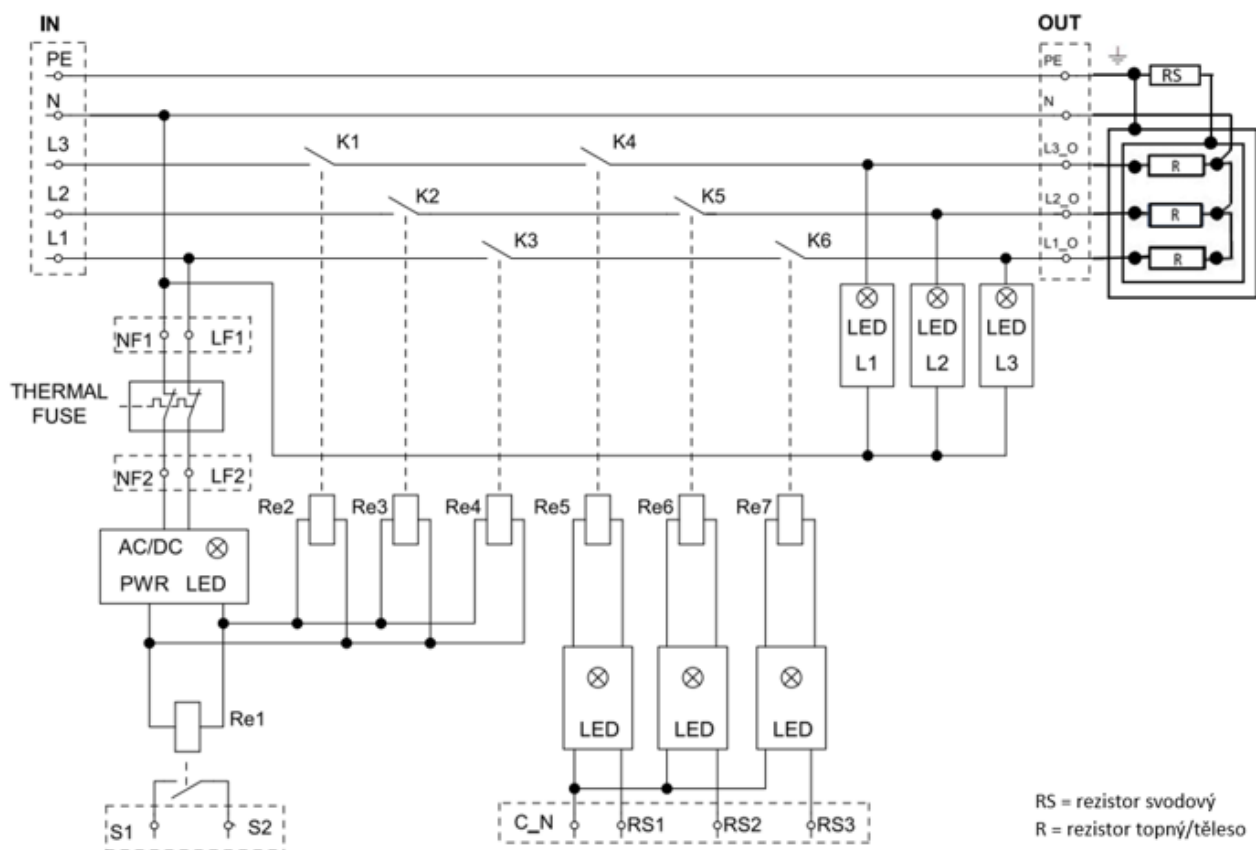 IN
OUT
PE
PE
RS
N
N
L3
K1
K4
L3_O
R
L2
K2
K5
L2_O
R
L1
K3
K6
L1_O
R
LED
L1
LED
L2
LED
L3
NF1
LF1
THERMAL
FUSE
NF2
LF2
Re2
Re3
Re4
Re5
Re6
Re7
AC/DC
PWR LED
LED
LED
LED
Re1
S1
S2
C_N
RS1
RS2
RS3
RS = rezistor svodový
R = rezistor topný/těleso